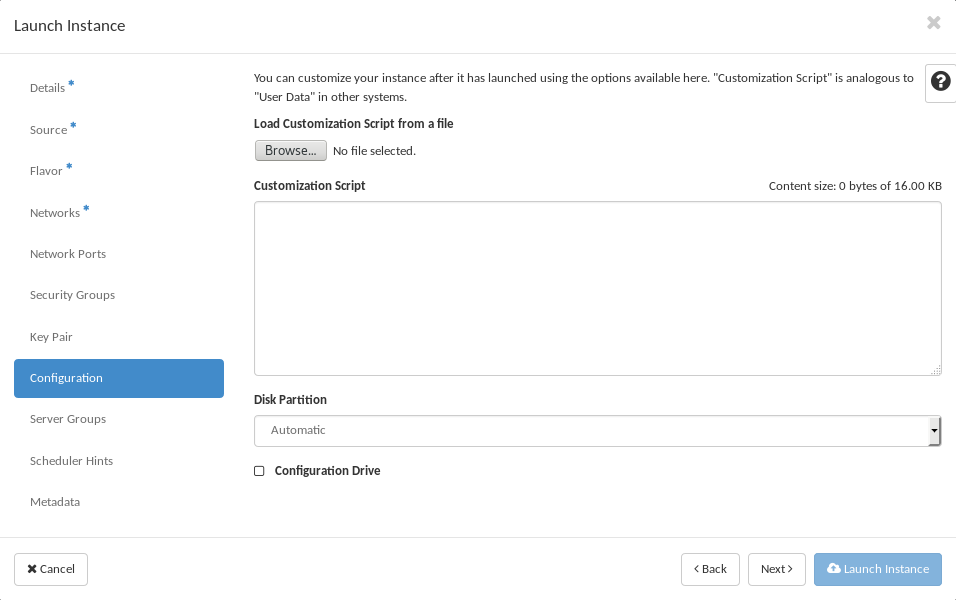 Launch Instance
Details *
Source *
Flavor *
Networks *
Network Ports
Security Groups
Key Pair
Configuration
Server Groups
Scheduler Hints
Metadata
You can customize your instance after it has launched using the options available here. "Customization Script" is analogous to
"User Data" in other systems.
Load Customization Script from a file
Browse... No file selected.
Customization Script Content size: 0 bytes of 16.00 KB
Disk Partition
Automatic
Configuration Drive
Cancel
Back
Next
Launch Instance